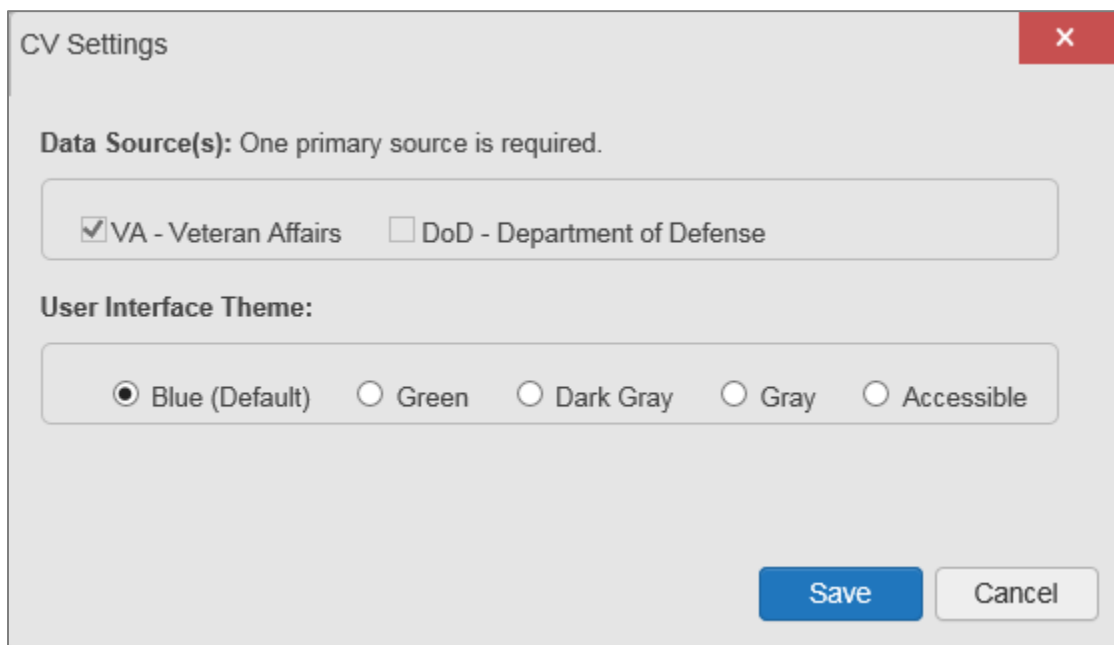 CV Settings
Data Source(s): One primary source is required.
VA - Veteran Affairs DoD - Department of Defense
User Interface Theme:
Blue (Default) Green Dark Gray Gray Accessible
Save Cancel